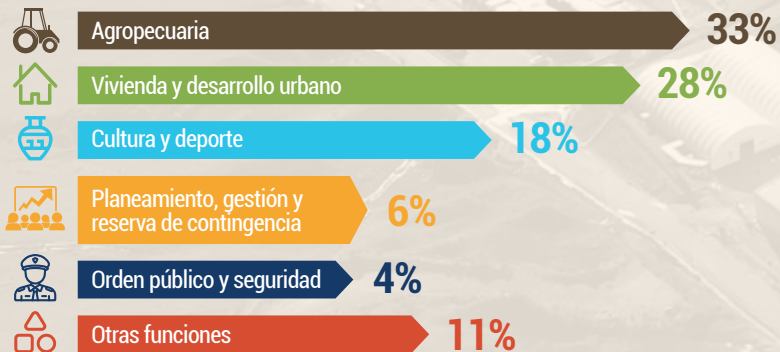 Agropecuaria 33%
Vivienda y desarrollo urbano 28%
Cultura y deporte 18%
Planeamiento, gestión y
reserva de contingencia 6%
Orden público y seguridad 4%
Otras funciones 11%